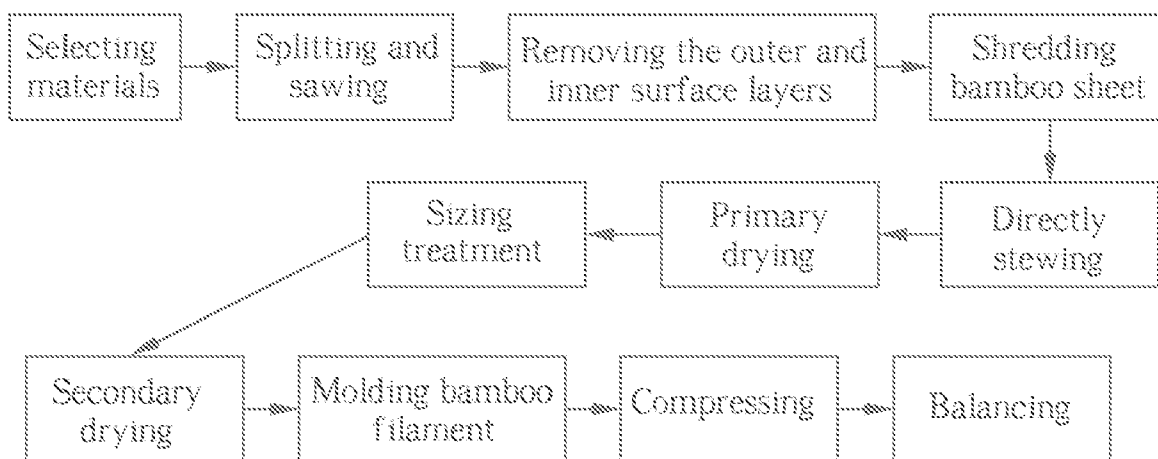 Selecting
materials
Splitting and
sawing
Removing the outer and
inner surface layers
Shredding
bamboo sheet
Sizing
treatment
Primary
drying
Directly
stewing
Secondary
drying
Molding bamboo
filament
Compressing
Balancing